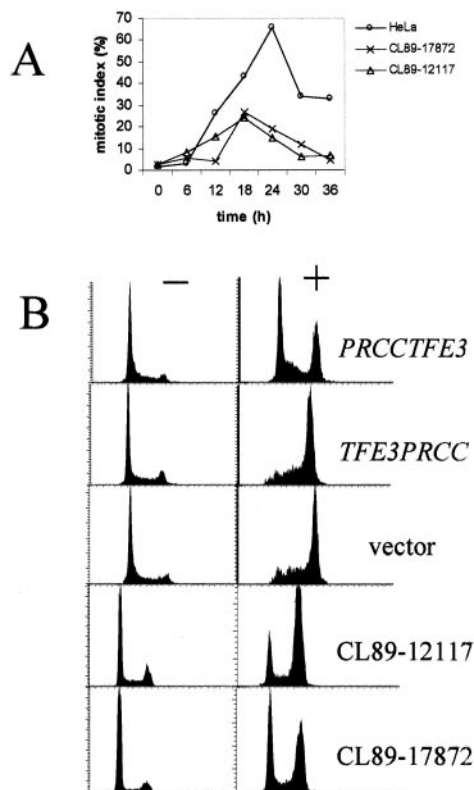 A
mitotic index (%)
70
60
50
40
30
20
10
0
0 6 12 18 24 30 36
time (h)
HeLa
CL89-17872
CL89-12117
B
− +
PRCCTFE3
TFE3PRCC
vector
CL89-12117
CL89-17872